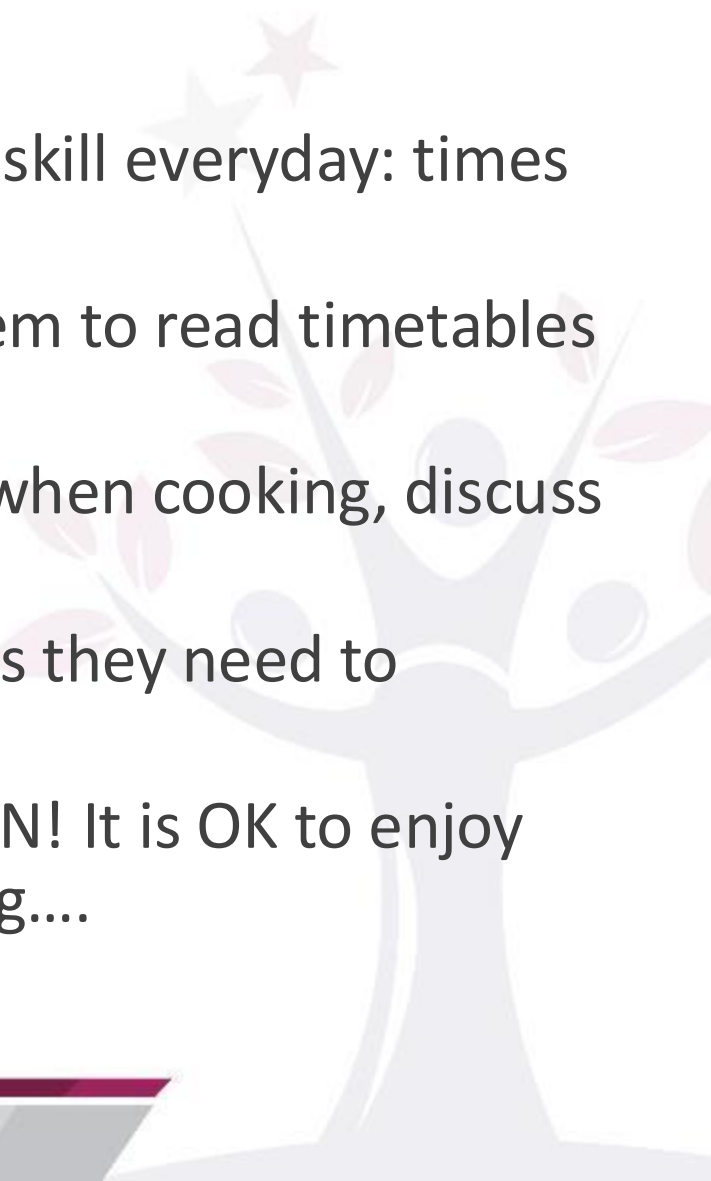 skill everyday: times
em to read timetables
when cooking, discuss
s they need to
N! It is OK to enjoy
g....